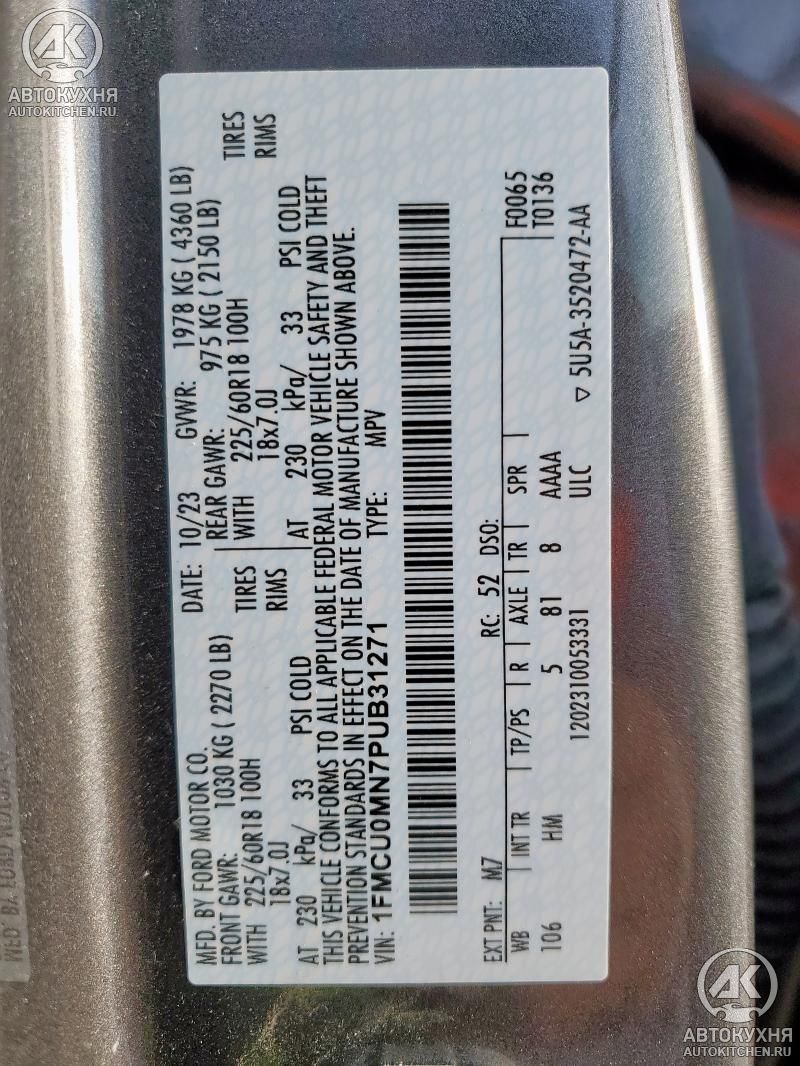 АК
АВТОКУХНЯ
AUTOKITCHEN.RU
MFD. BY FORD MOTOR CO.
DATE: 10/23 GVWR: 1978 KG ( 4360 LB)
FRONT GAWR: 1030 KG ( 2270 LB) REAR GAWR: 975 KG ( 2150 LB)
WITH 225/60R18 100H TIRES WITH 225/60R18 100H TIRES
18x7.0J RIMS 18x7.0J RIMS
AT 230 kPa/ 33 PSI COLD AT 230 kPa/ 33 PSI COLD
THIS VEHICLE CONFORMS TO ALL APPLICABLE FEDERAL MOTOR VEHICLE SAFETY AND THEFT
PREVENTION STANDARDS IN EFFECT ON THE DATE OF MANUFACTURE SHOWN ABOVE.
VIN: 1FMCU0MN7PUB31271 TYPE: MPV
EXT PNT: M7 RC: 52 DSO: F0065
WB INT TR TP/PS R AXLE TR SPR T0136
106 HM 5 81 8 AAAA
1202310053331 ULC ▽ 5U5A-3520472-AA
АК
АВТОКУХНЯ
AUTOKITCHEN.RU